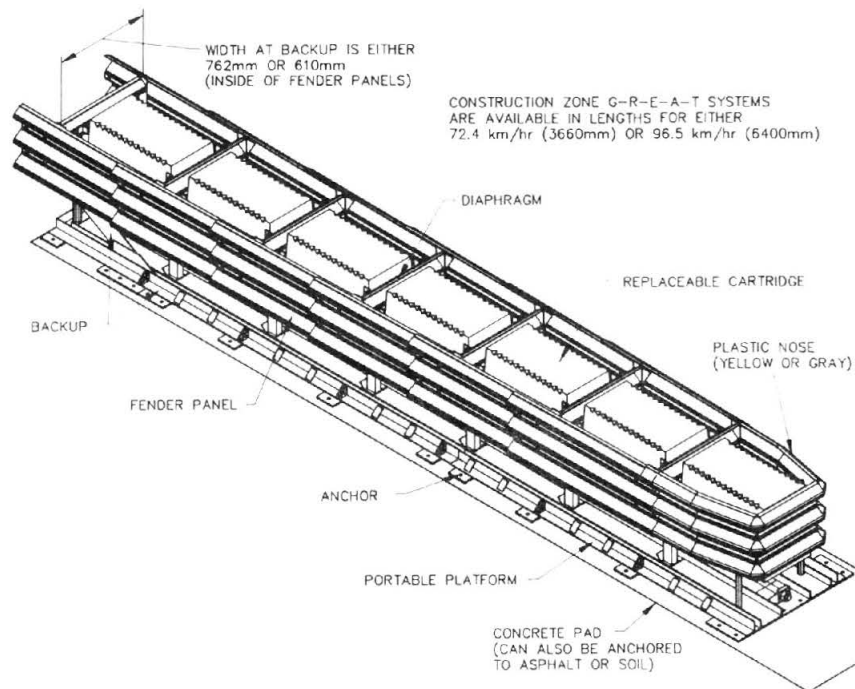 WIDTH AT BACKUP IS EITHER
762mm OR 610mm
(INSIDE OF FENDER PANELS)
CONSTRUCTION ZONE G-R-E-A-T SYSTEMS
ARE AVAILABLE IN LENGTHS FOR EITHER
72.4 km/hr (3660mm) OR 96.5 km/hr (6400mm)
DIAPHRAGM
REPLACEABLE CARTRIDGE
BACKUP
PLASTIC NOSE
(YELLOW OR GRAY)
FENDER PANEL
ANCHOR
PORTABLE PLATFORM
CONCRETE PAD
(CAN ALSO BE ANCHORED
TO ASPHALT OR SOIL)